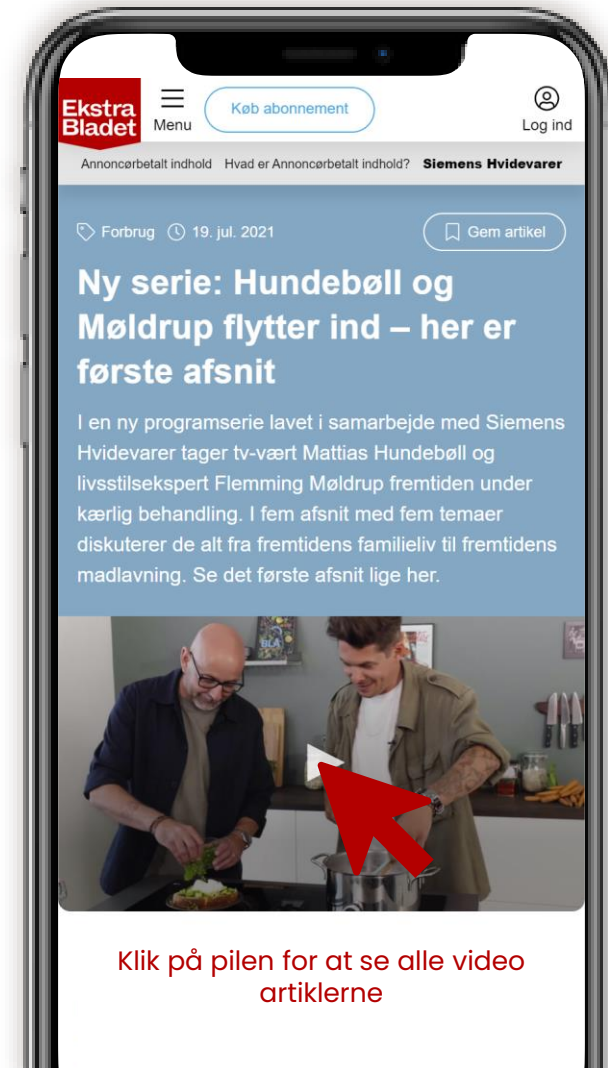 Ekstra
Bladet
Menu
Køb abonnement
Log ind
Annoncørbetalt indhold Hvad er Annoncørbetalt indhold? Siemens Hvidevarer
Forbrug 19. jul. 2021 Gem artikel
Ny serie: Hundebøll og
Møldrup flytter ind – her er
første afsnit
I en ny programserie lavet i samarbejde med Siemens
Hvidevarer tager tv-vært Mattias Hundebøll og
livsstilsekspert Flemming Møldrup fremtiden under
kærlig behandling. I fem afsnit med fem temaer
diskuterer de alt fra fremtidens familieliv til fremtidens
madlavning. Se det første afsnit lige her.
BLÅ
Klik på pilen for at se alle video
artiklerne